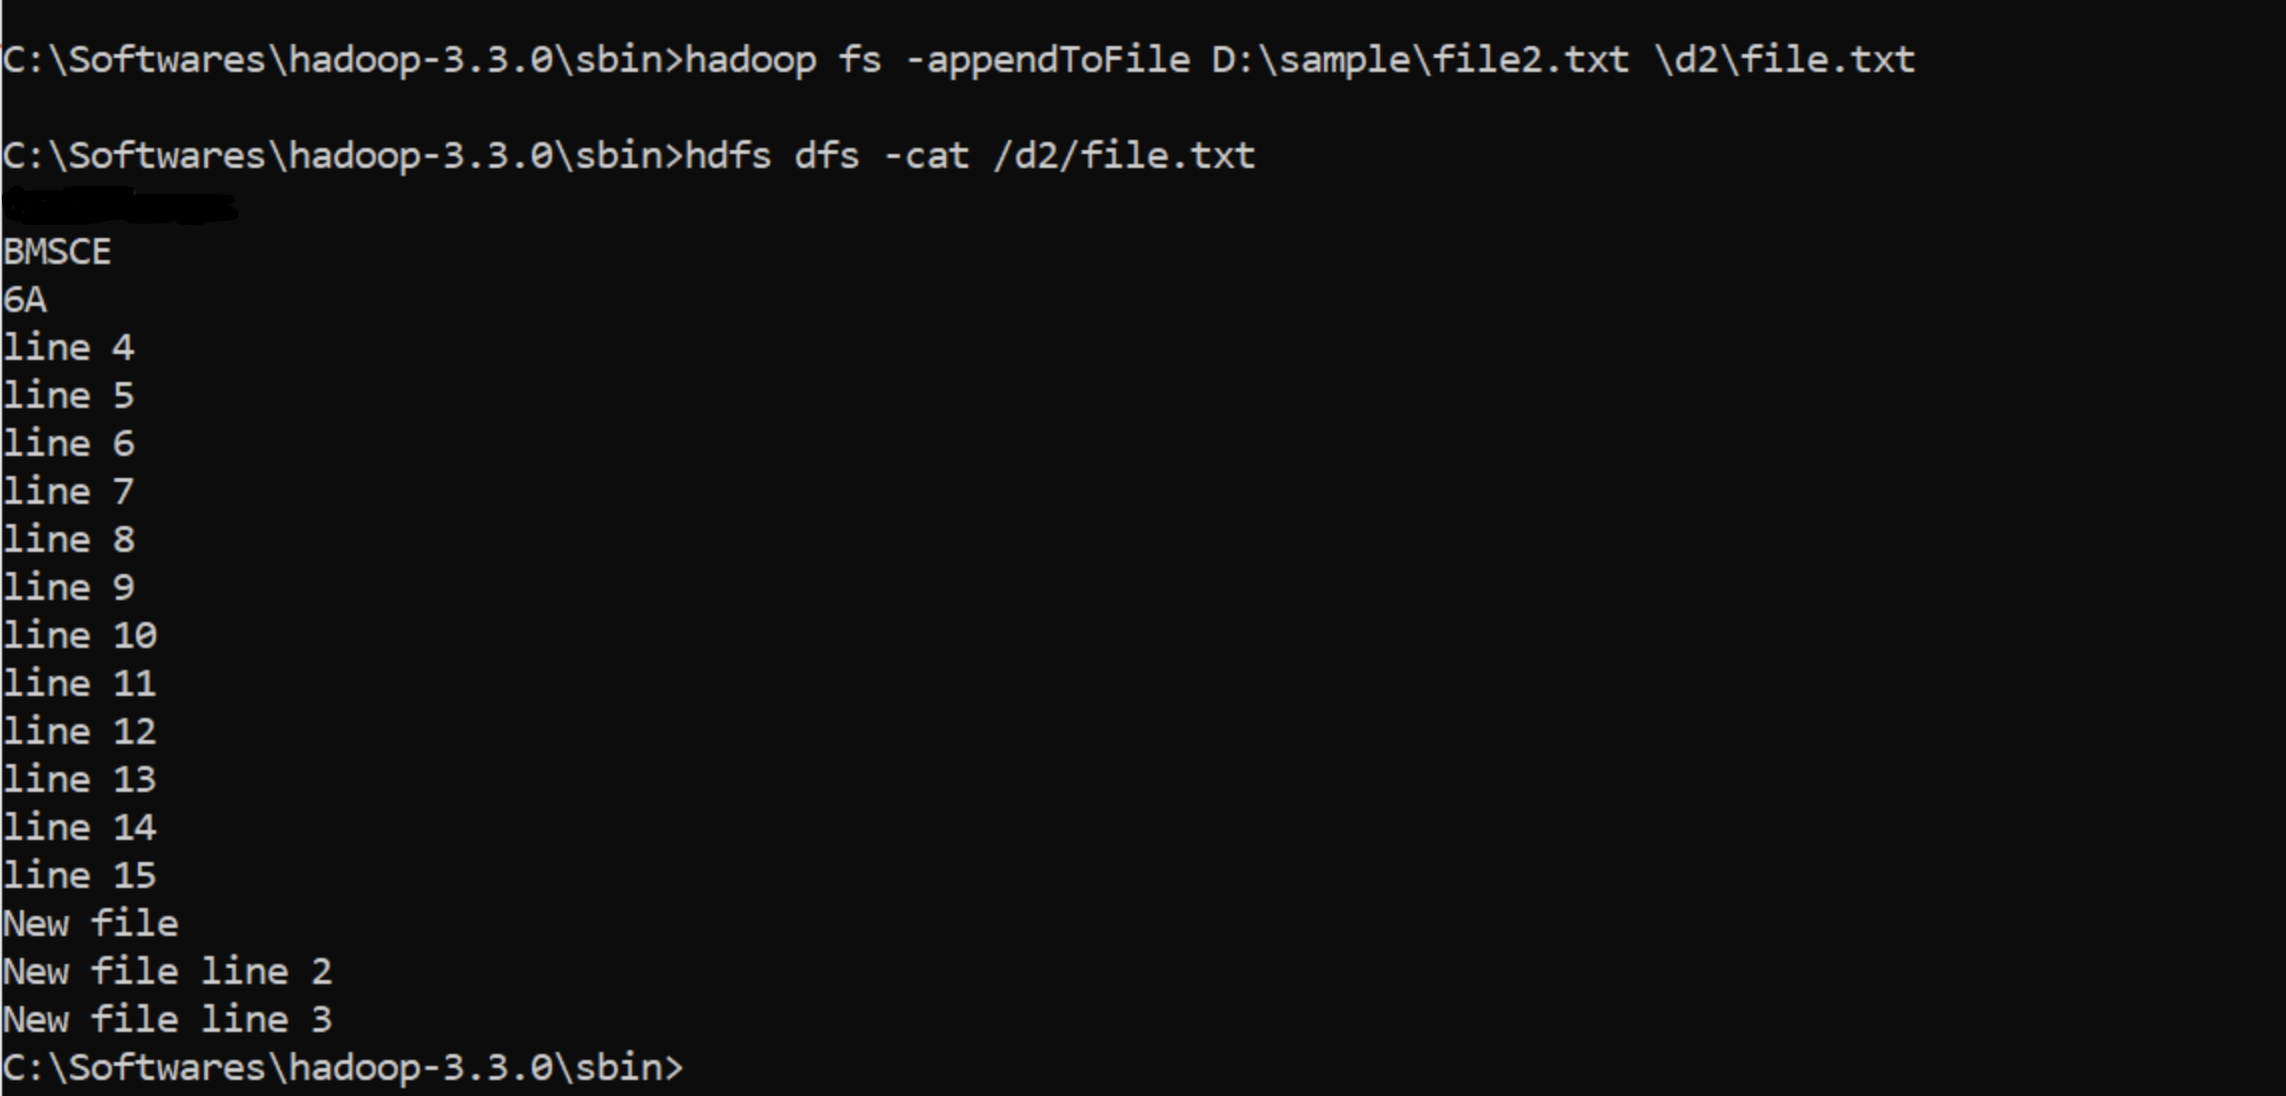 C:\Softwares\hadoop-3.3.0\sbin>hadoop fs -appendToFile D:\sample\file2.txt \d2\file.txt
C:\Softwares\hadoop-3.3.0\sbin>hdfs dfs -cat /d2/file.txt
BMSCE
6A
line 4
line 5
line 6
line 7
line 8
line 9
line 10
line 11
line 12
line 13
line 14
line 15
New file
New file line 2
New file line 3
C:\Softwares\hadoop-3.3.0\sbin>